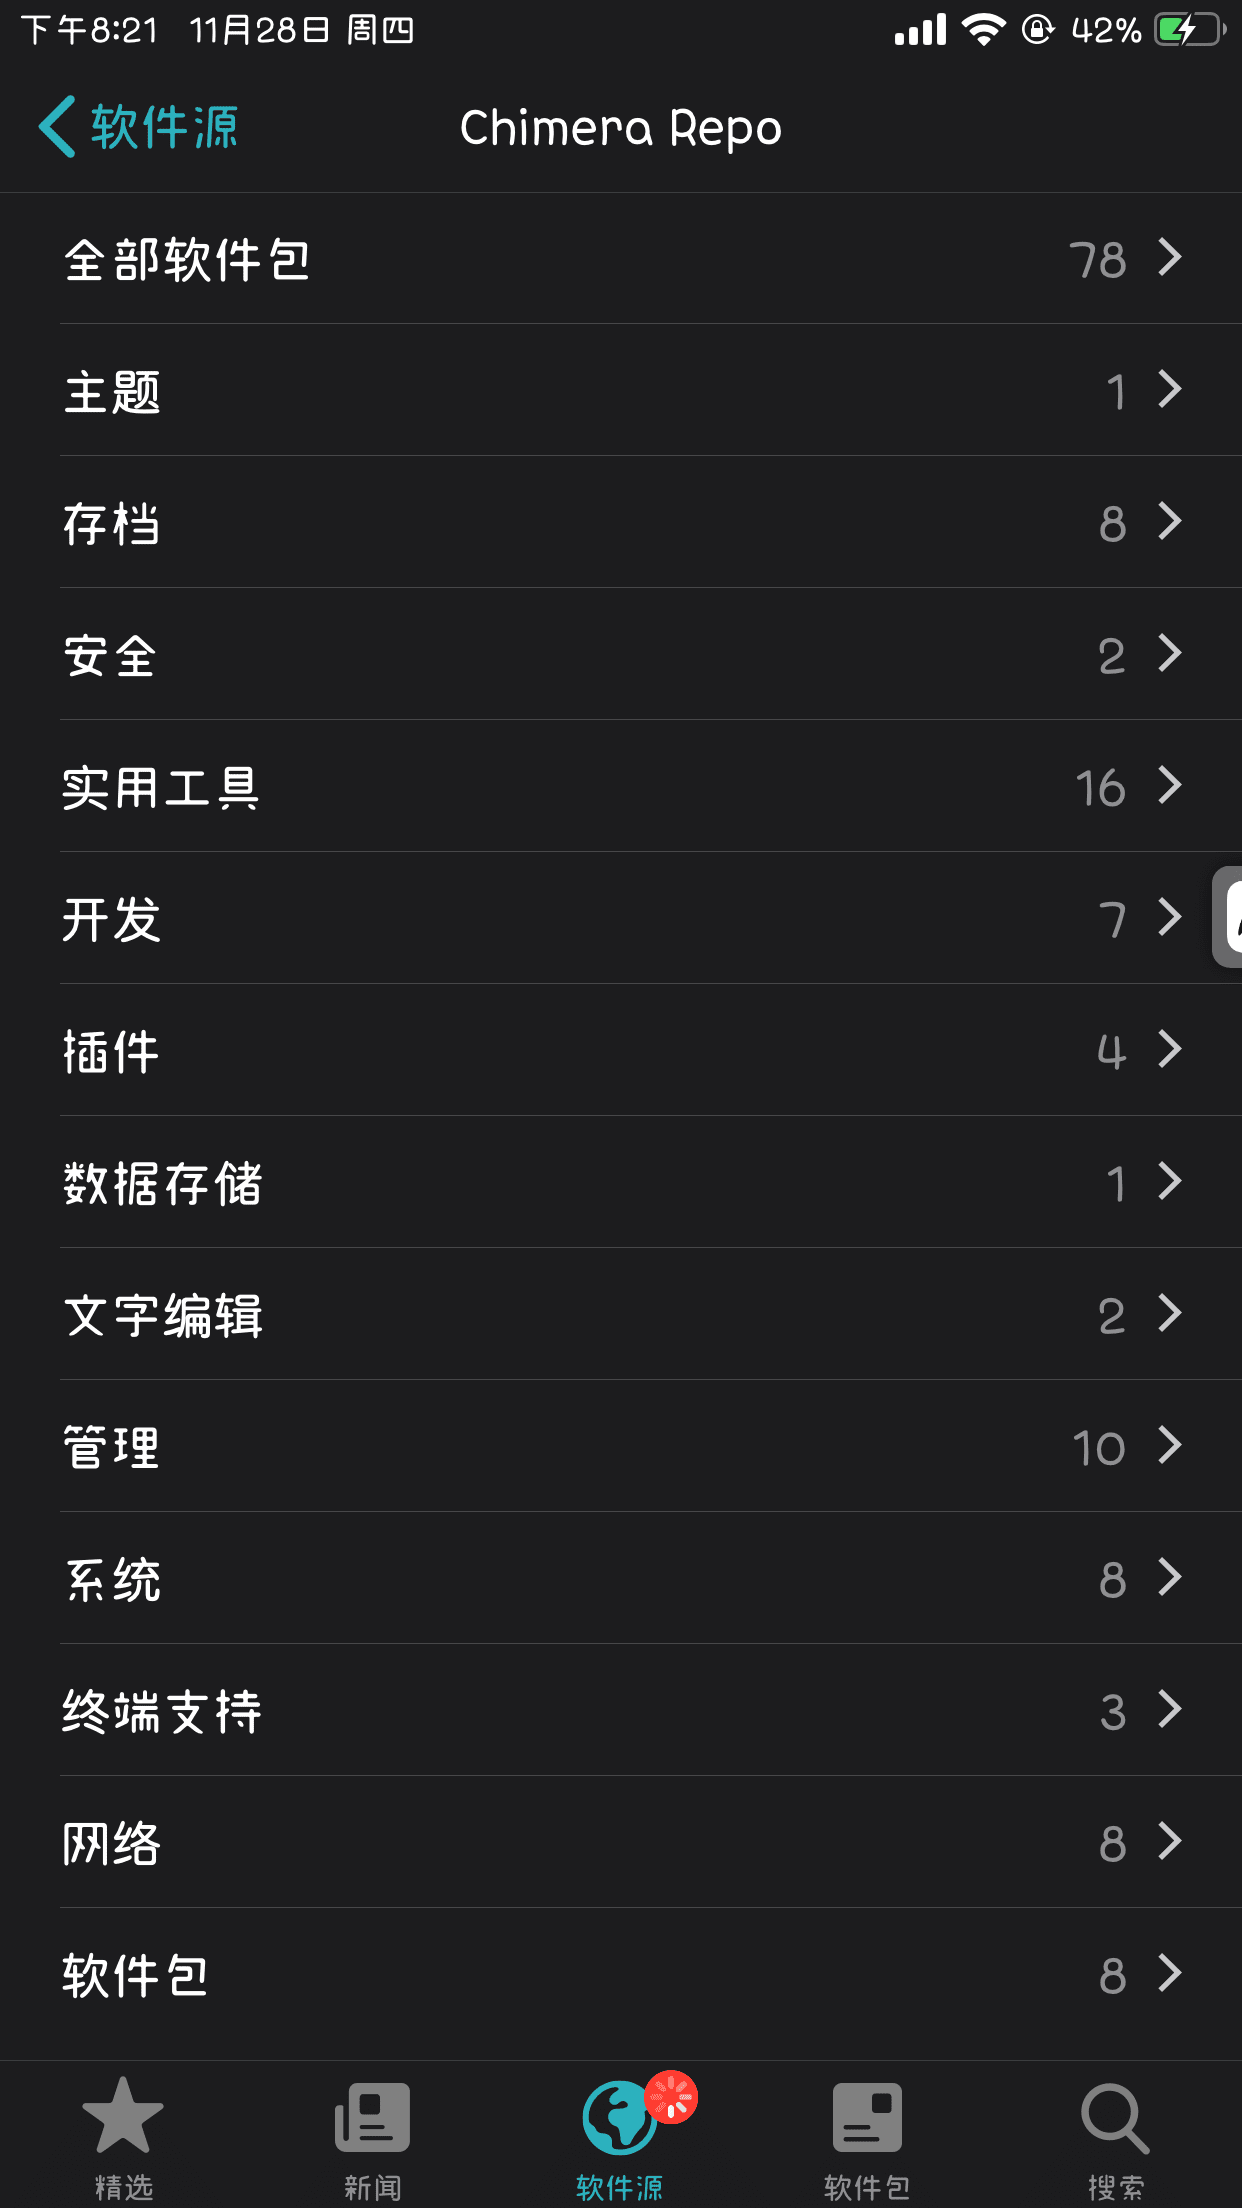 下午8:21 11月28日 周四 42%
软件源 Chimera Repo
全部软件包 78
主题 1
存档 8
安全 2
实用工具 16
开发 7
插件 4
数据存储 1
文字编辑 2
管理 10
系统 8
终端支持 3
网络 8
软件包 8
精选 新闻 软件源 软件包 搜索